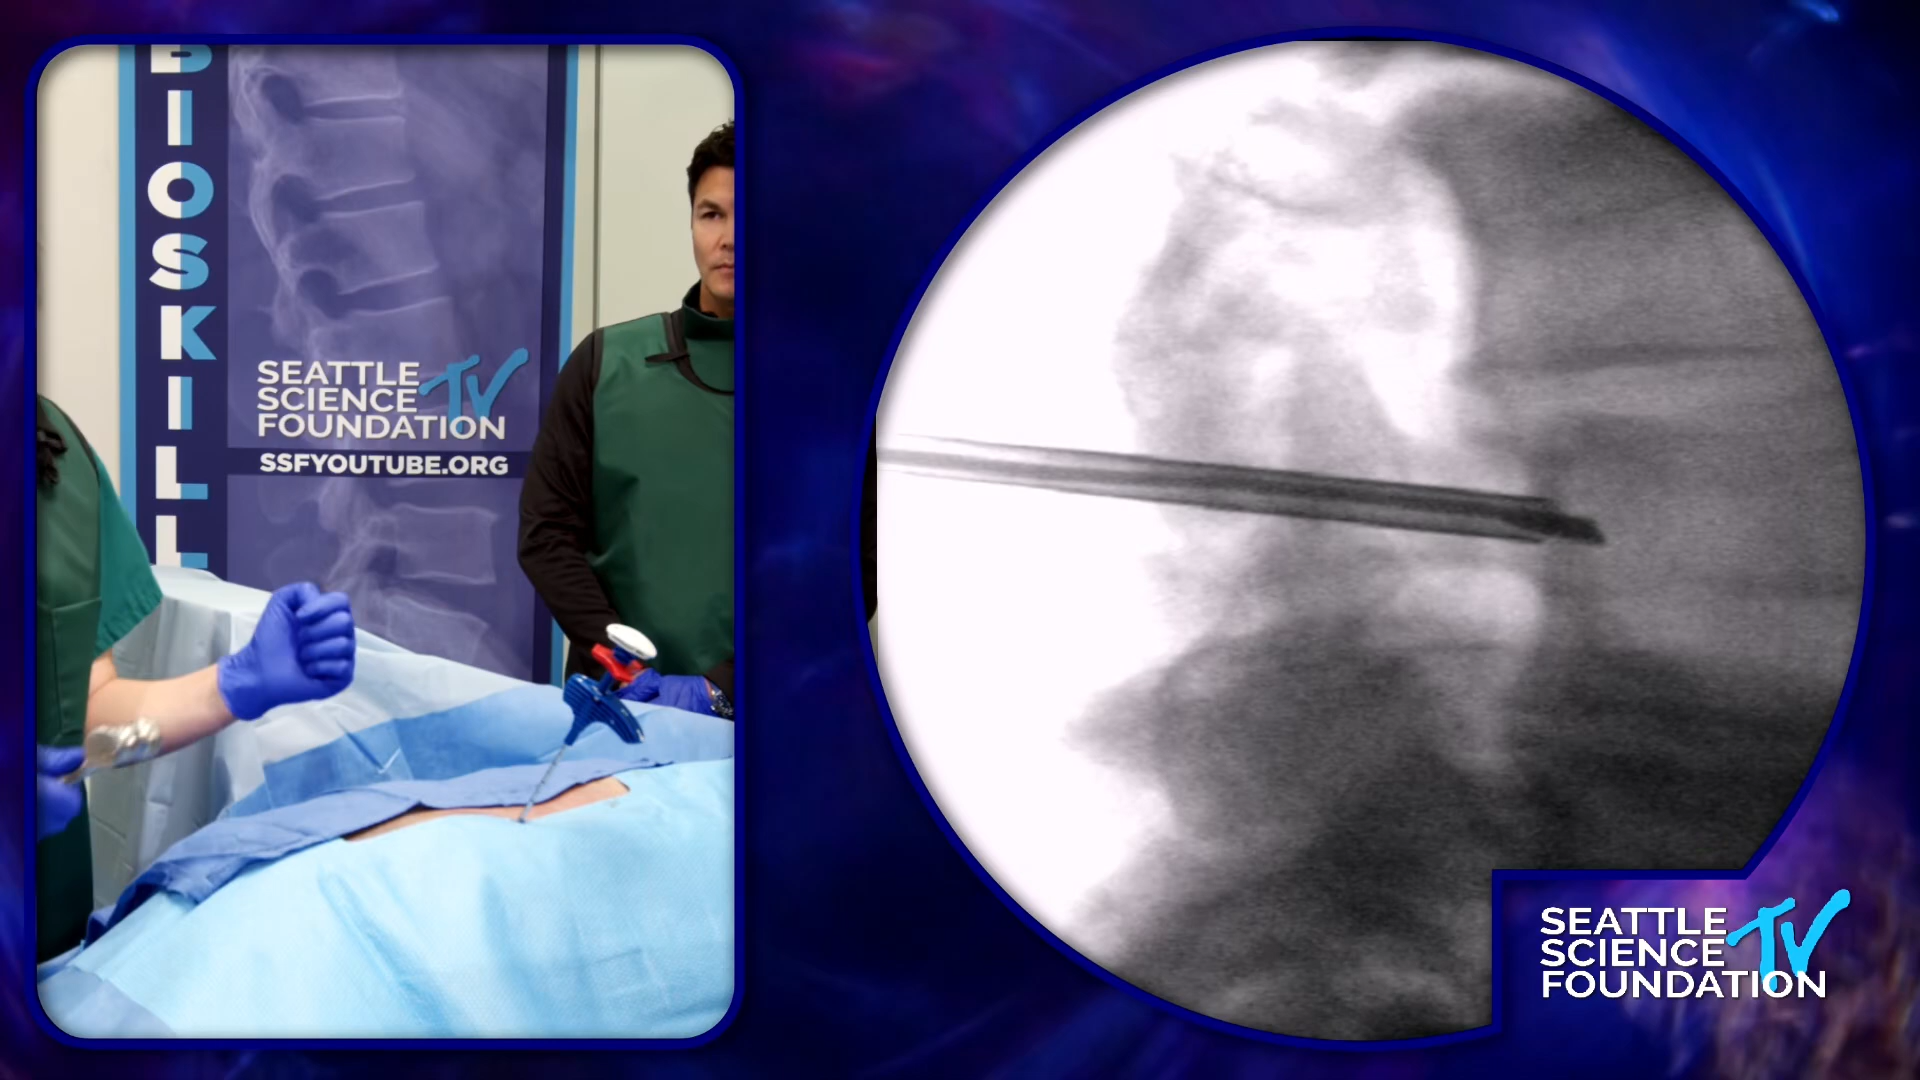 BIOSKILL
SEATTLE
SCIENCE TV
FOUNDATION
SSFYOUTUBE.ORG
SEATTLE
SCIENCE TV
FOUNDATION